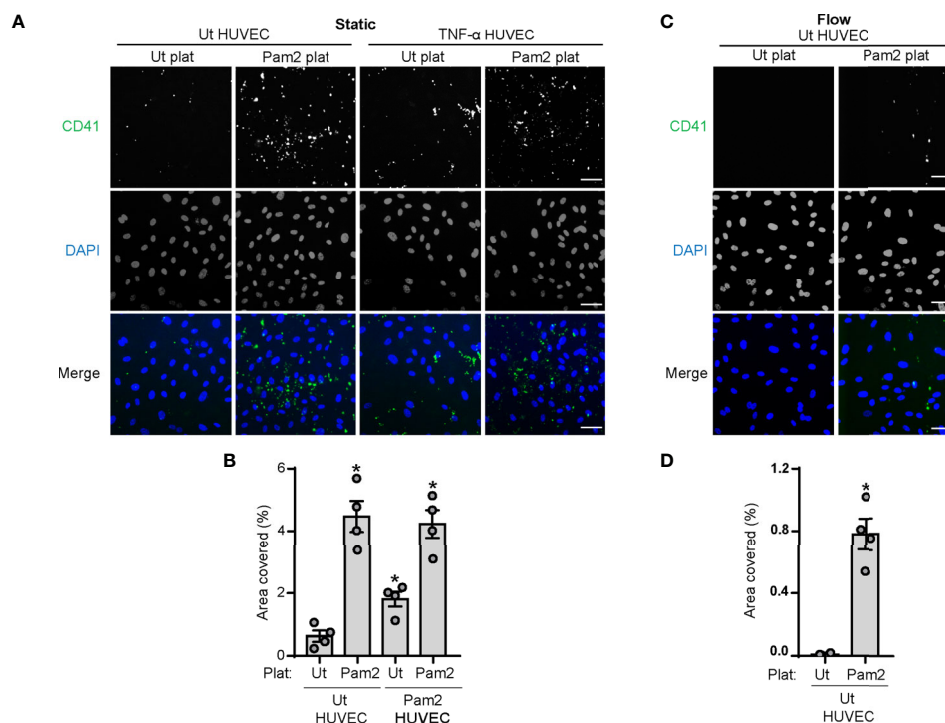 A
Static
Ut HUVEC
TNF-α HUVEC
Ut plat
Pam2 plat
Ut plat
Pam2 plat
CD41
DAPI
Merge
C
Flow
Ut HUVEC
Ut plat
Pam2 plat
CD41
DAPI
Merge
B
Area covered (%)
6
4
2
0
*
*
*
Plat: Ut Pam2 Ut Pam2
Ut
HUVEC
Pam2
HUVEC
D
Area covered (%)
1.2
0.8
0.4
0.0
*
Plat: Ut Pam2
Ut
HUVEC